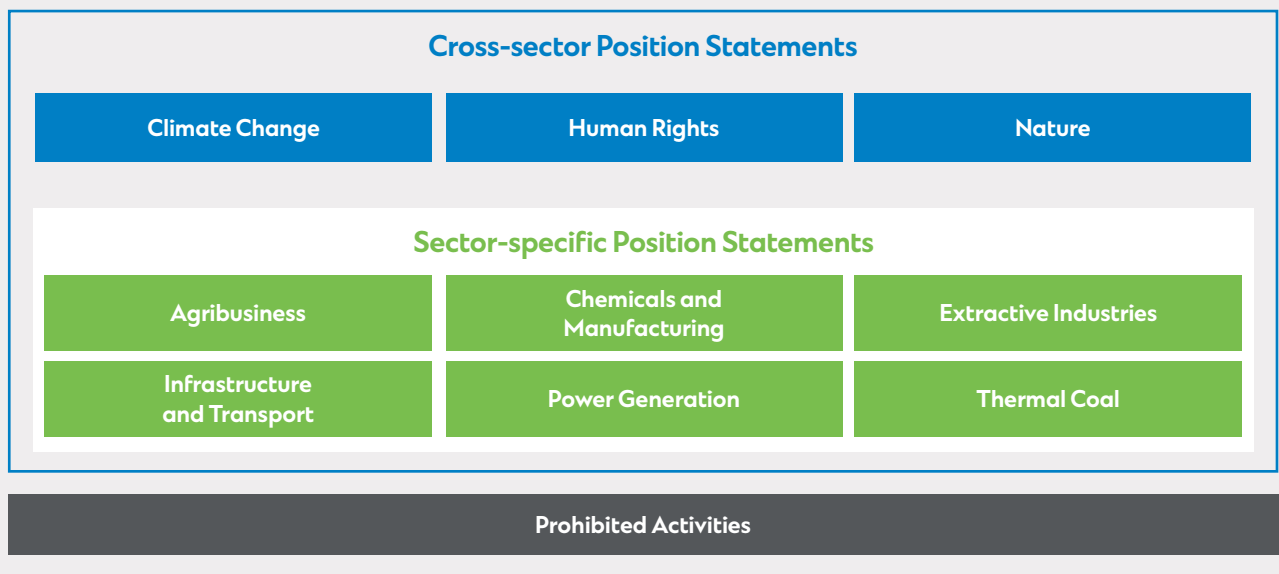 Cross-sector Position Statements
Climate Change
Human Rights
Nature
Sector-specific Position Statements
Agribusiness
Chemicals and
Manufacturing
Extractive Industries
Infrastructure
and Transport
Power Generation
Thermal Coal
Prohibited Activities